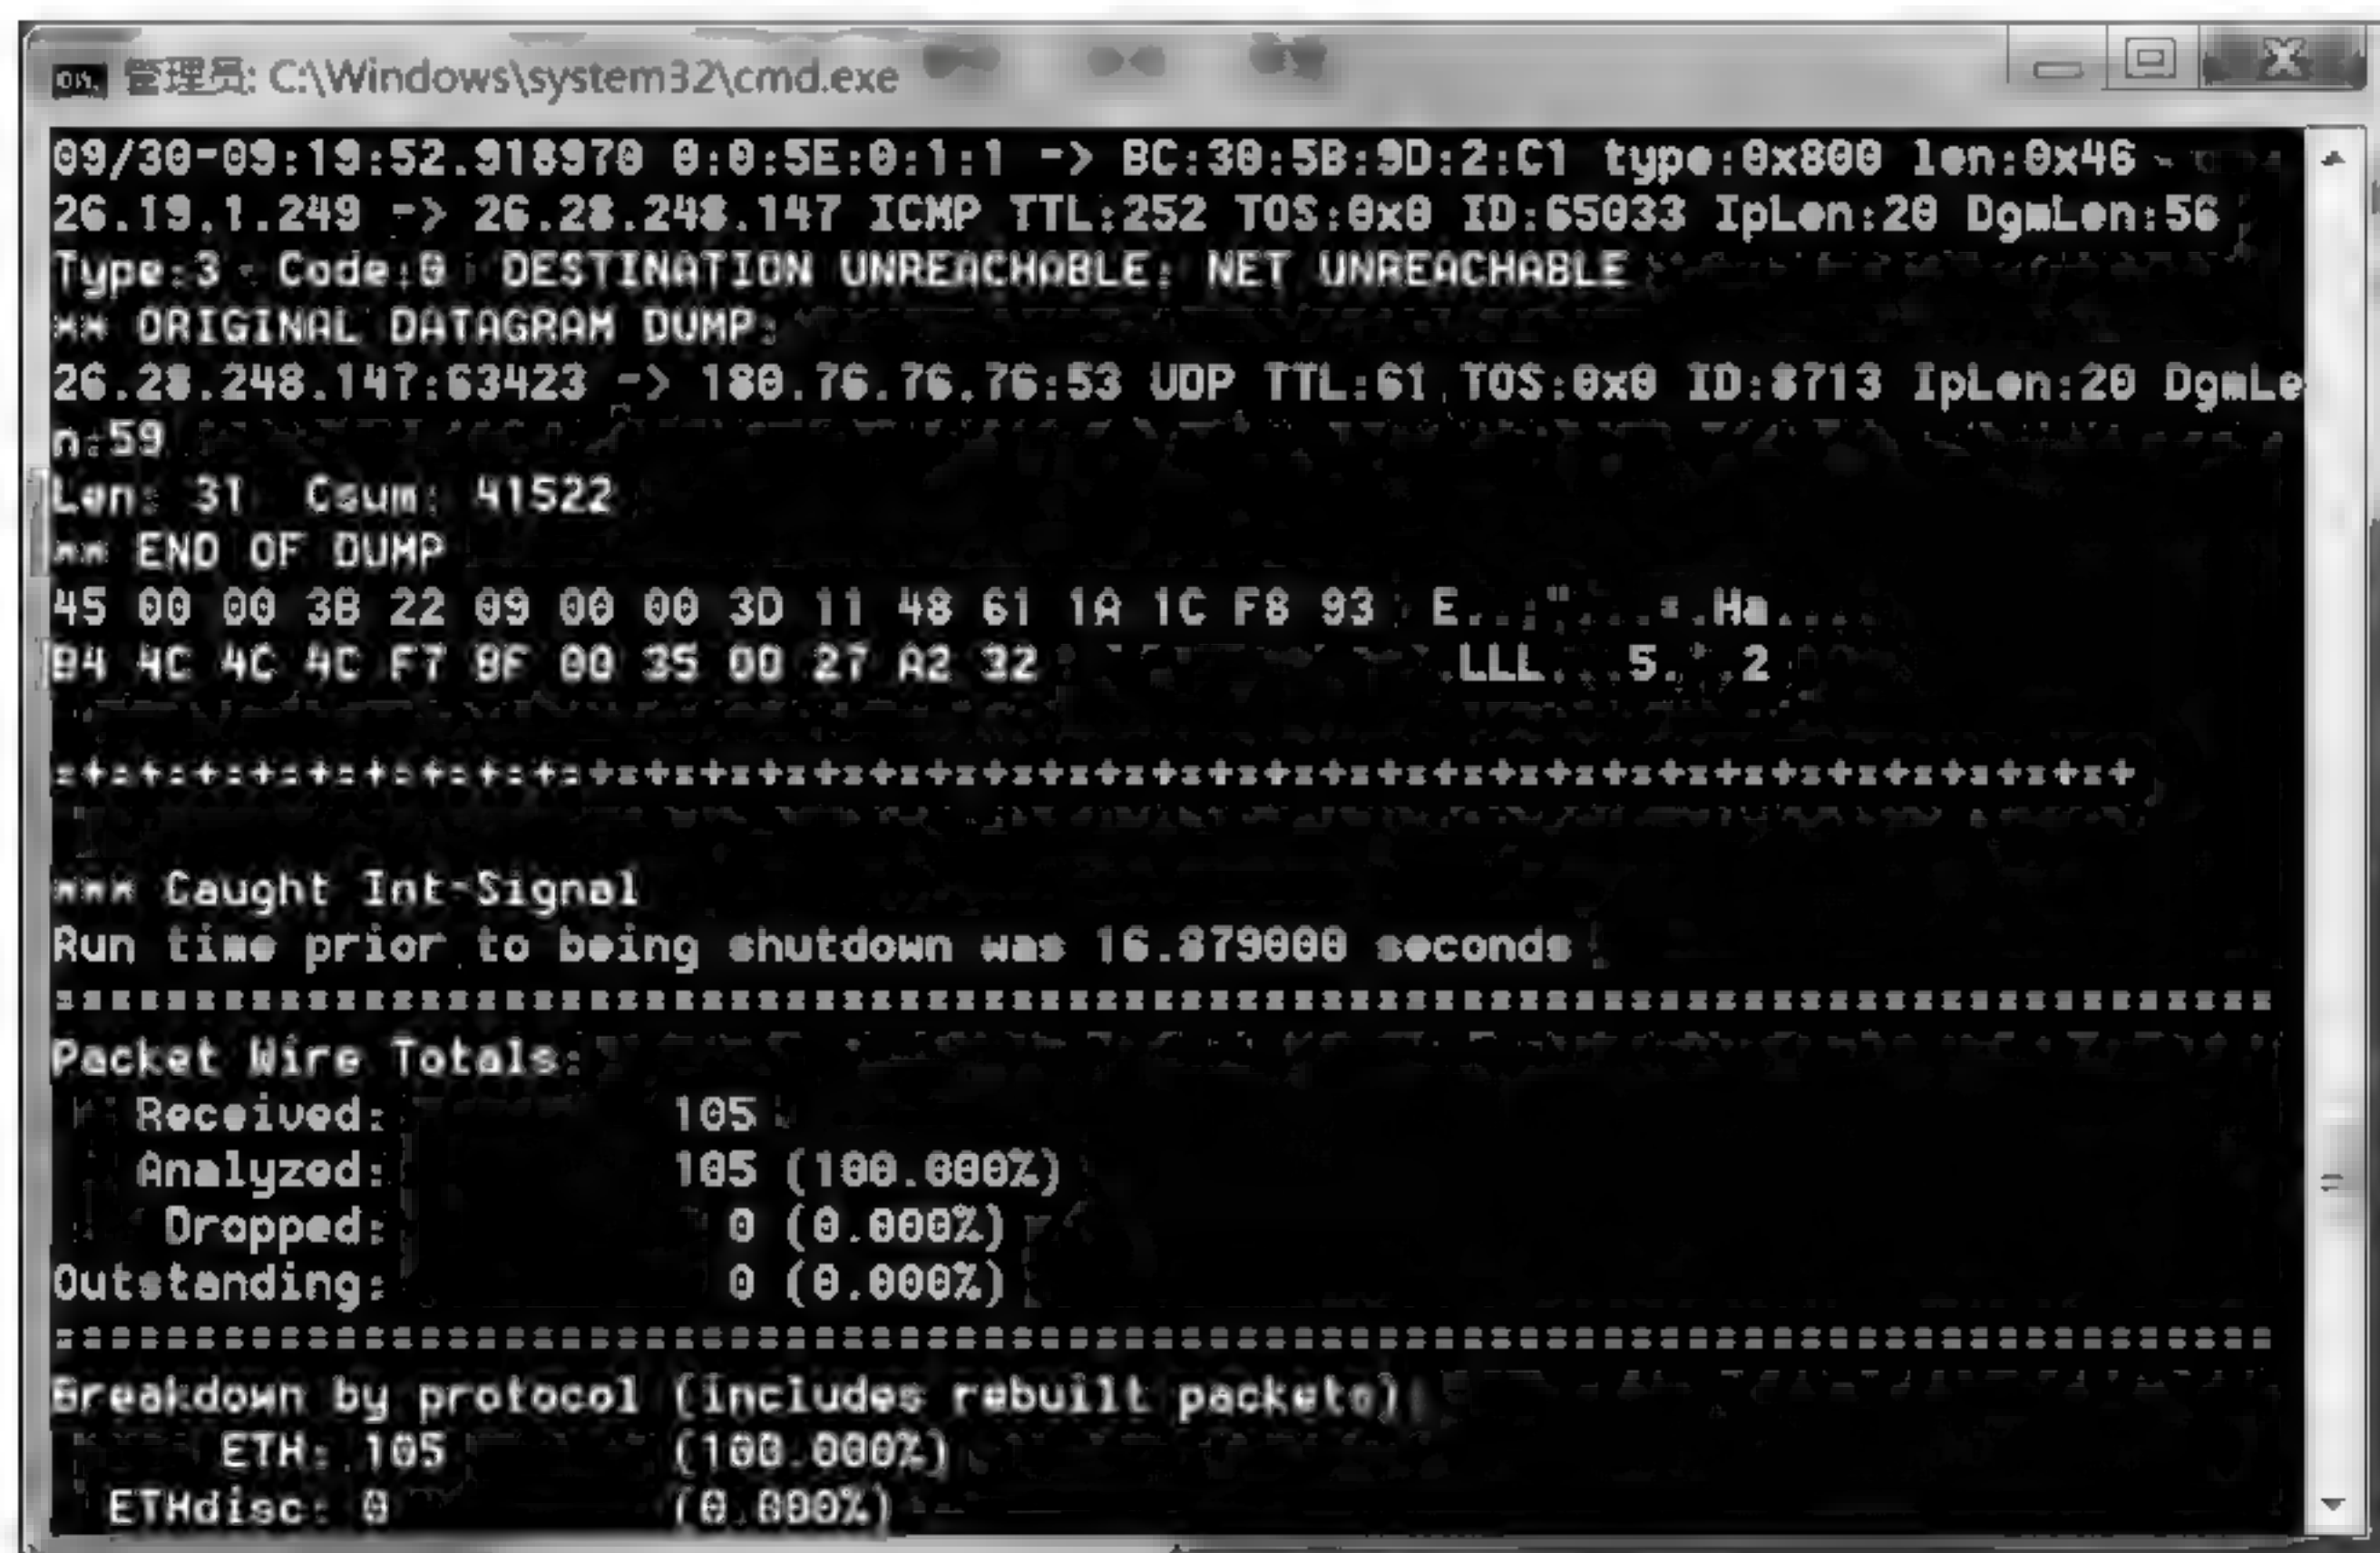 管理员: C:\Windows\system32\cmd.exe
09/30-09:19:52.918970 0:0:5E:0:1:1 -> BC:30:5B:9D:2:C1 type:0x800 len:0x46
26.19.1.249 -> 26.28.248.147 ICMP TTL:252 TOS:0x0 ID:65033 IpLen:20 DgmLen:56
Type:3  Code:0  DESTINATION UNREACHABLE: NET UNREACHABLE
** ORIGINAL DATAGRAM DUMP:
26.28.248.147:63423 -> 180.76.76.76:53 UDP TTL:61 TOS:0x0 ID:8713 IpLen:20 DgmLe
n:59
Len: 31  Csum: 41522
** END OF DUMP
45 00 00 3B 22 09 00 00 3D 11 48 61 1A 1C F8 93  E..;"...=.Ha....
B4 4C 4C 4C F7 BF 00 35 00 27 A2 32              .LLL...5.'.2
=+=+=+=+=+=+=+=+=+=+=+=+=+=+=+=+=+=+=+=+=+=+=+=+=+=+=+=+=+=+=+=+=+=+=+=+=+
*** Caught Int-Signal
Run time prior to being shutdown was 16.879000 seconds
===============================================================================
Packet Wire Totals:
Received: 105
Analyzed: 105 (100.000%)
Dropped: 0 (0.000%)
Outstanding: 0 (0.000%)
===============================================================================
Breakdown by protocol (includes rebuilt packets):
ETH: 105 (100.000%)
ETHdisc: 0 (0.000%)